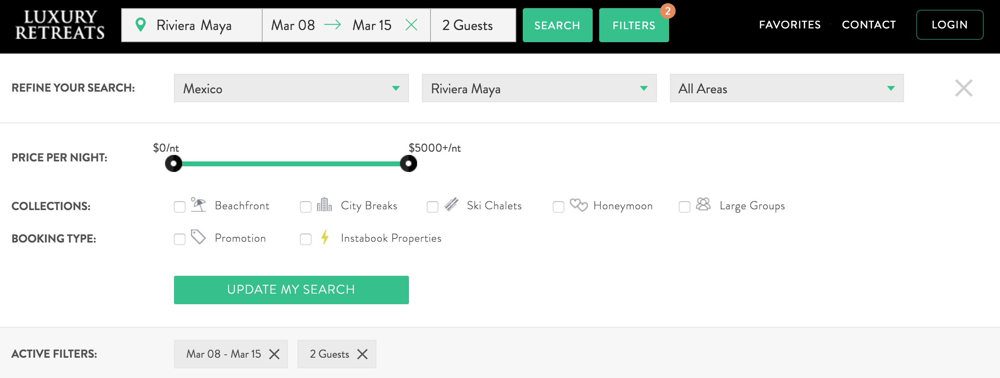 LUXURY
RETREATS
Riviera Maya
Mar 08
Mar 15
2 Guests
SEARCH
FILTERS
2
FAVORITES
CONTACT
LOGIN
REFINE YOUR SEARCH:
Mexico
Riviera Maya
All Areas
PRICE PER NIGHT:
$0/nt
$5000+/nt
COLLECTIONS:
Beachfront
City Breaks
Ski Chalets
Honeymoon
Large Groups
BOOKING TYPE:
Promotion
Instabook Properties
UPDATE MY SEARCH
ACTIVE FILTERS:
Mar 08 - Mar 15
2 Guests